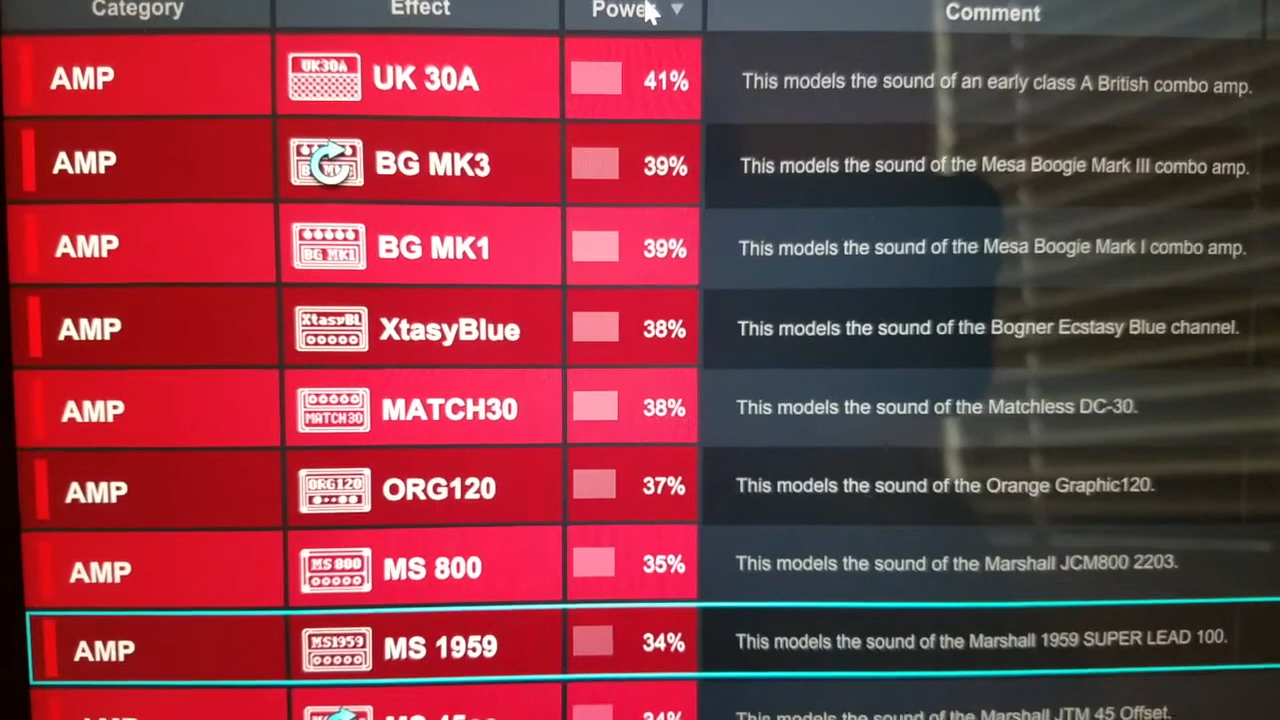 Category Effect Power Comment
AMP UK30A UK 30A 41% This models the sound of an early class A British combo amp.
AMP BG MK3 39% This models the sound of the Mesa Boogie Mark III combo amp.
AMP BG MK1 BG MK1 39% This models the sound of the Mesa Boogie Mark I combo amp.
AMP XtasyBL XtasyBlue 38% This models the sound of the Bogner Ecstasy Blue channel.
AMP MATCH30 MATCH30 38% This models the sound of the Matchless DC-30.
AMP ORG120 ORG120 37% This models the sound of the Orange Graphic120.
AMP MS 800 MS 800 35% This models the sound of the Marshall JCM800 2203.
AMP MS1959 MS 1959 34% This models the sound of the Marshall 1959 SUPER LEAD 100.
AMP 34% This models the sound of the Marshall JTM 45 Offset.